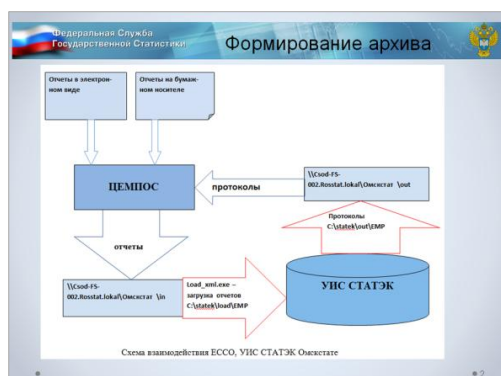 Федеральная Служба
Государственной Статистики
Формирование архива
Отчеты в электрон-
ном виде
Отчеты на бумаж-
ном носителе
ЦЕМПОС
протоколы
\\Csod-FS-
002.Rosstat.lokal\Омскстат \out
отчеты
Протоколы
C:\statek\out\EMP
\\Csod-FS-
002.Rosstat.lokal\Омскстат \in
Load_xml.exe –
загрузка отчетов
C:\statek\load\EMP
УИС СТАТЭК
Схема взаимодействия ЕССО, УИС СТАТЭК Омскстате
2